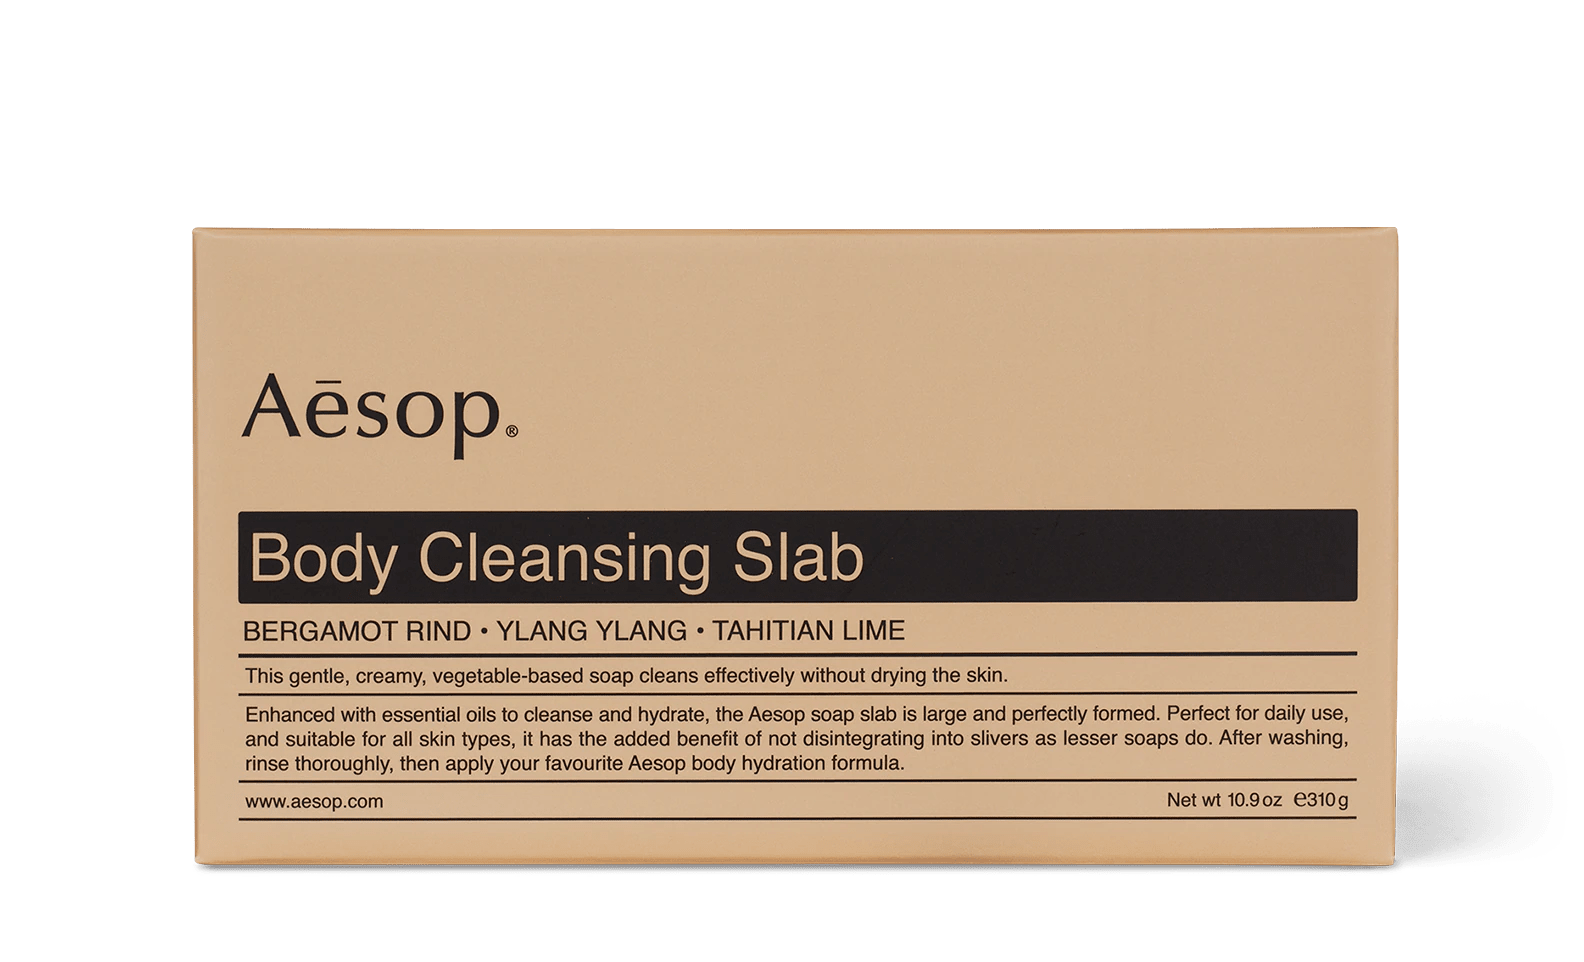 Aēsop.®
Body Cleansing Slab
BERGAMOT RIND • YLANG YLANG • TAHITIAN LIME
This gentle, creamy, vegetable-based soap cleans effectively without drying the skin.
Enhanced with essential oils to cleanse and hydrate, the Aesop soap slab is large and perfectly formed. Perfect for daily use,
and suitable for all skin types, it has the added benefit of not disintegrating into slivers as lesser soaps do. After washing,
rinse thoroughly, then apply your favourite Aesop body hydration formula.
www.aesop.com Net wt 10.9 oz ℮310 g